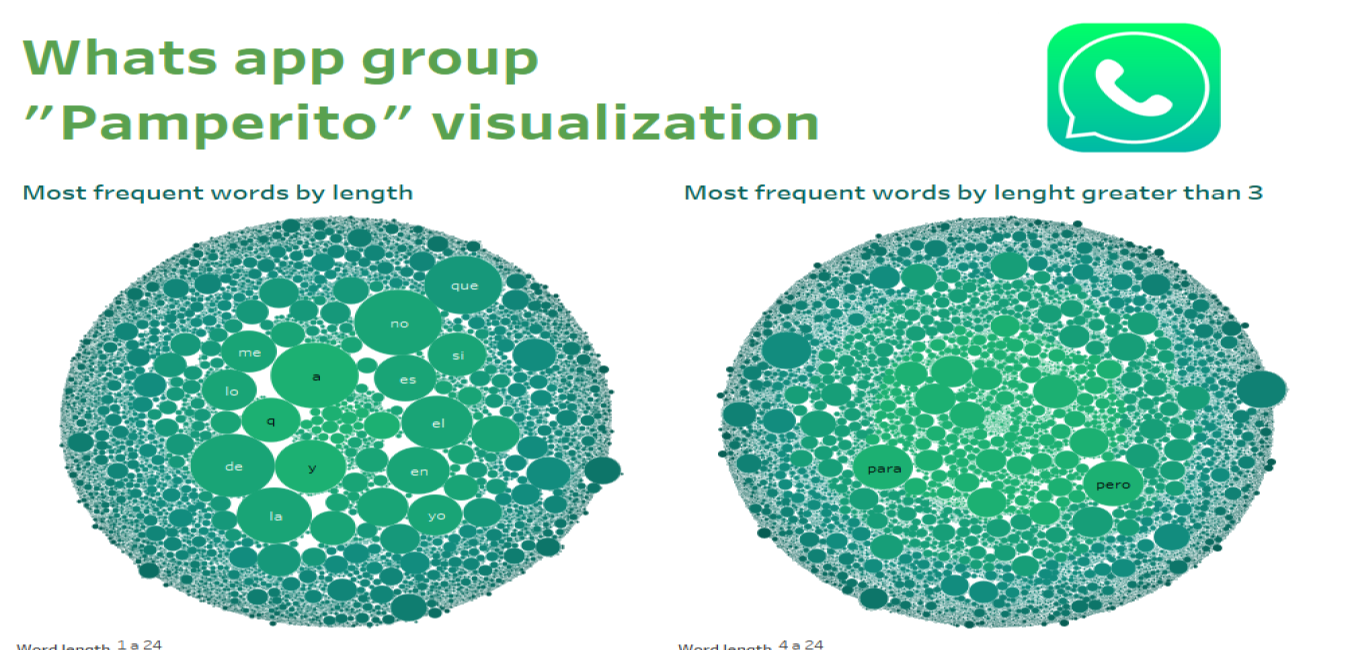 Whats app group
"Pamperito" visualization
Most frequent words by length
Most frequent words by lenght greater than 3
que
no
me
a
es
si
lo
q
el
de
y
en
la
yo
para
pero
Word length 1 a 24
Word length 4 a 24